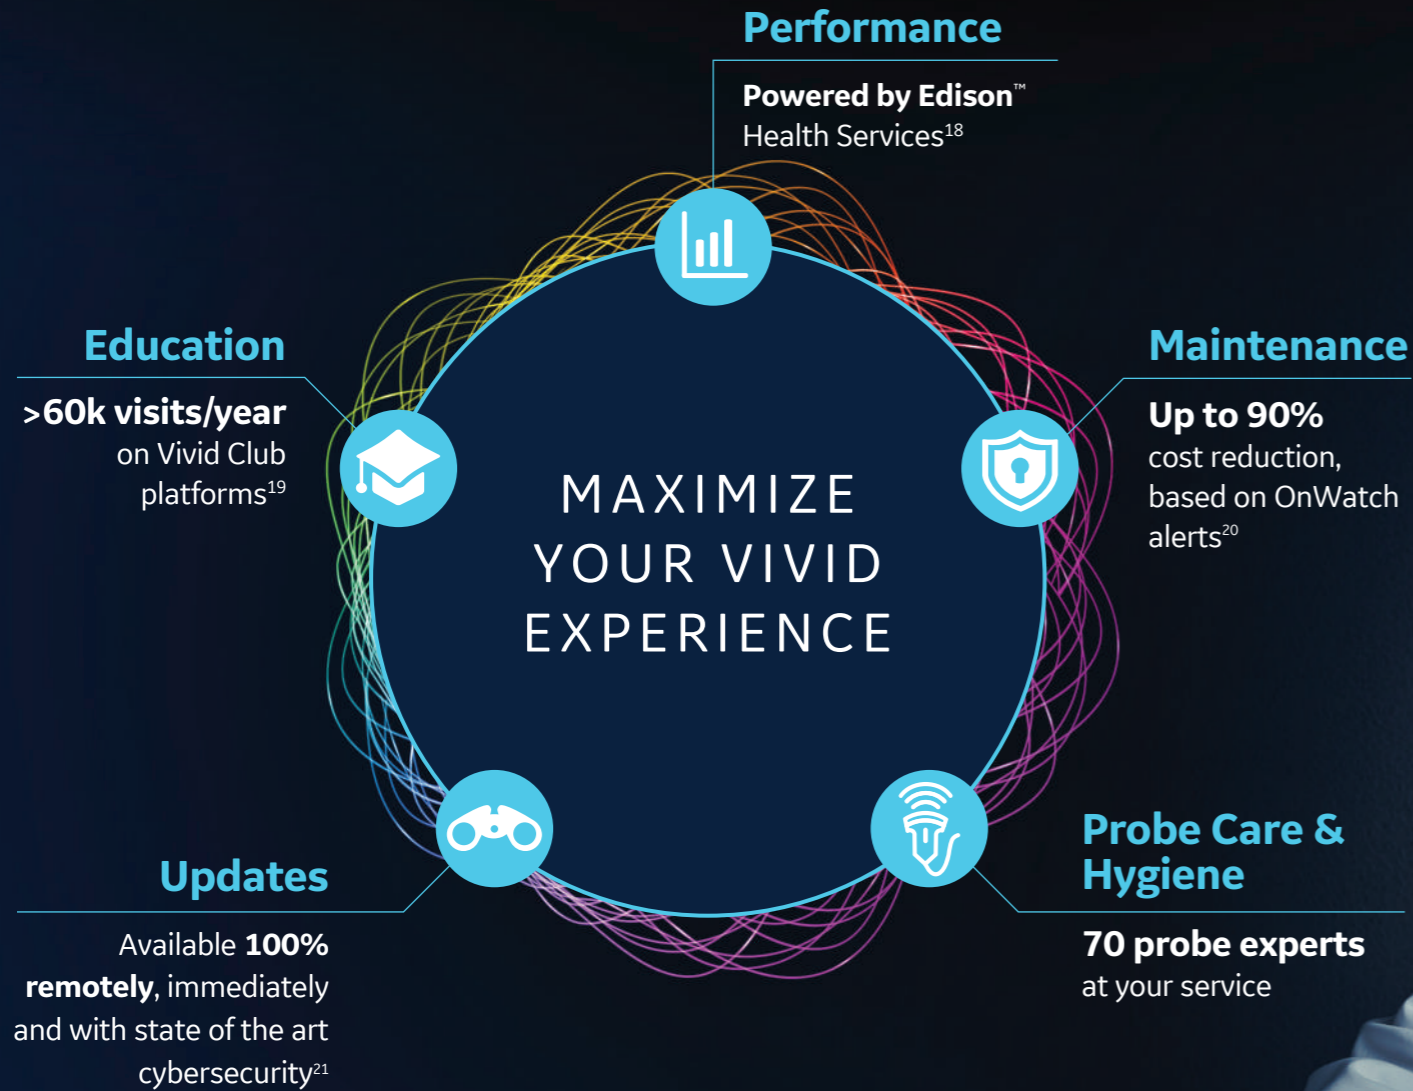 Performance
Powered by Edison™
Health Services¹⁸
Education
>60k visits/year
on Vivid Club
platforms¹⁹
Maintenance
Up to 90%
cost reduction,
based on OnWatch
alerts²⁰
MAXIMIZE
YOUR VIVID
EXPERIENCE
Updates
Available 100%
remotely, immediately
and with state of the art
cybersecurity²¹
Probe Care &
Hygiene
70 probe experts
at your service